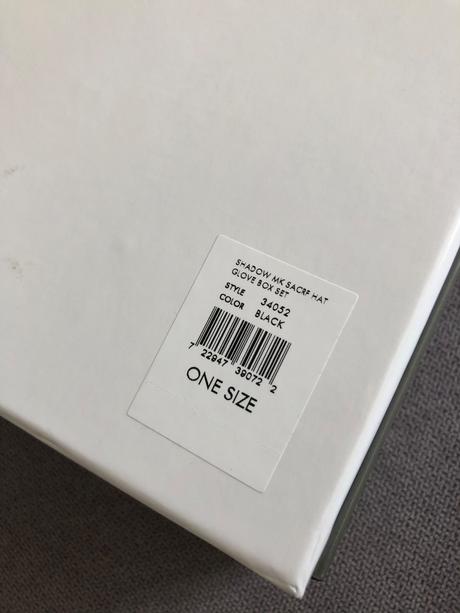 SHADOW MK SACRF HAT
GLOVE BOX SET
STYLE 34052
COLOR BLACK
7 22947 39072 2
ONE SIZE